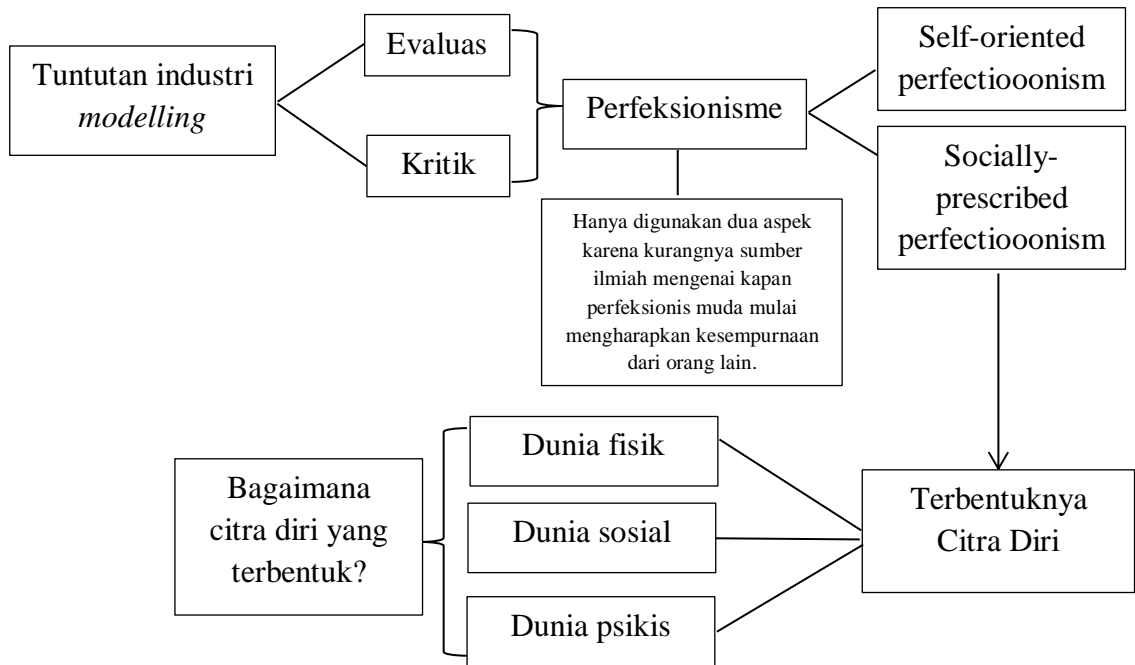 Tuntutan industri
modelling
Evaluas
Kritik
Perfeksionisme
Self-oriented
perfectiooonism
Socially-
prescribed
perfectiooonism
Hanya digunakan dua aspek
karena kurangnya sumber
ilmiah mengenai kapan
perfeksionis muda mulai
mengharapkan kesempurnaan
dari orang lain.
Bagaimana
citra diri yang
terbentuk?
Dunia fisik
Dunia sosial
Dunia psikis
Terbentuknya
Citra Diri